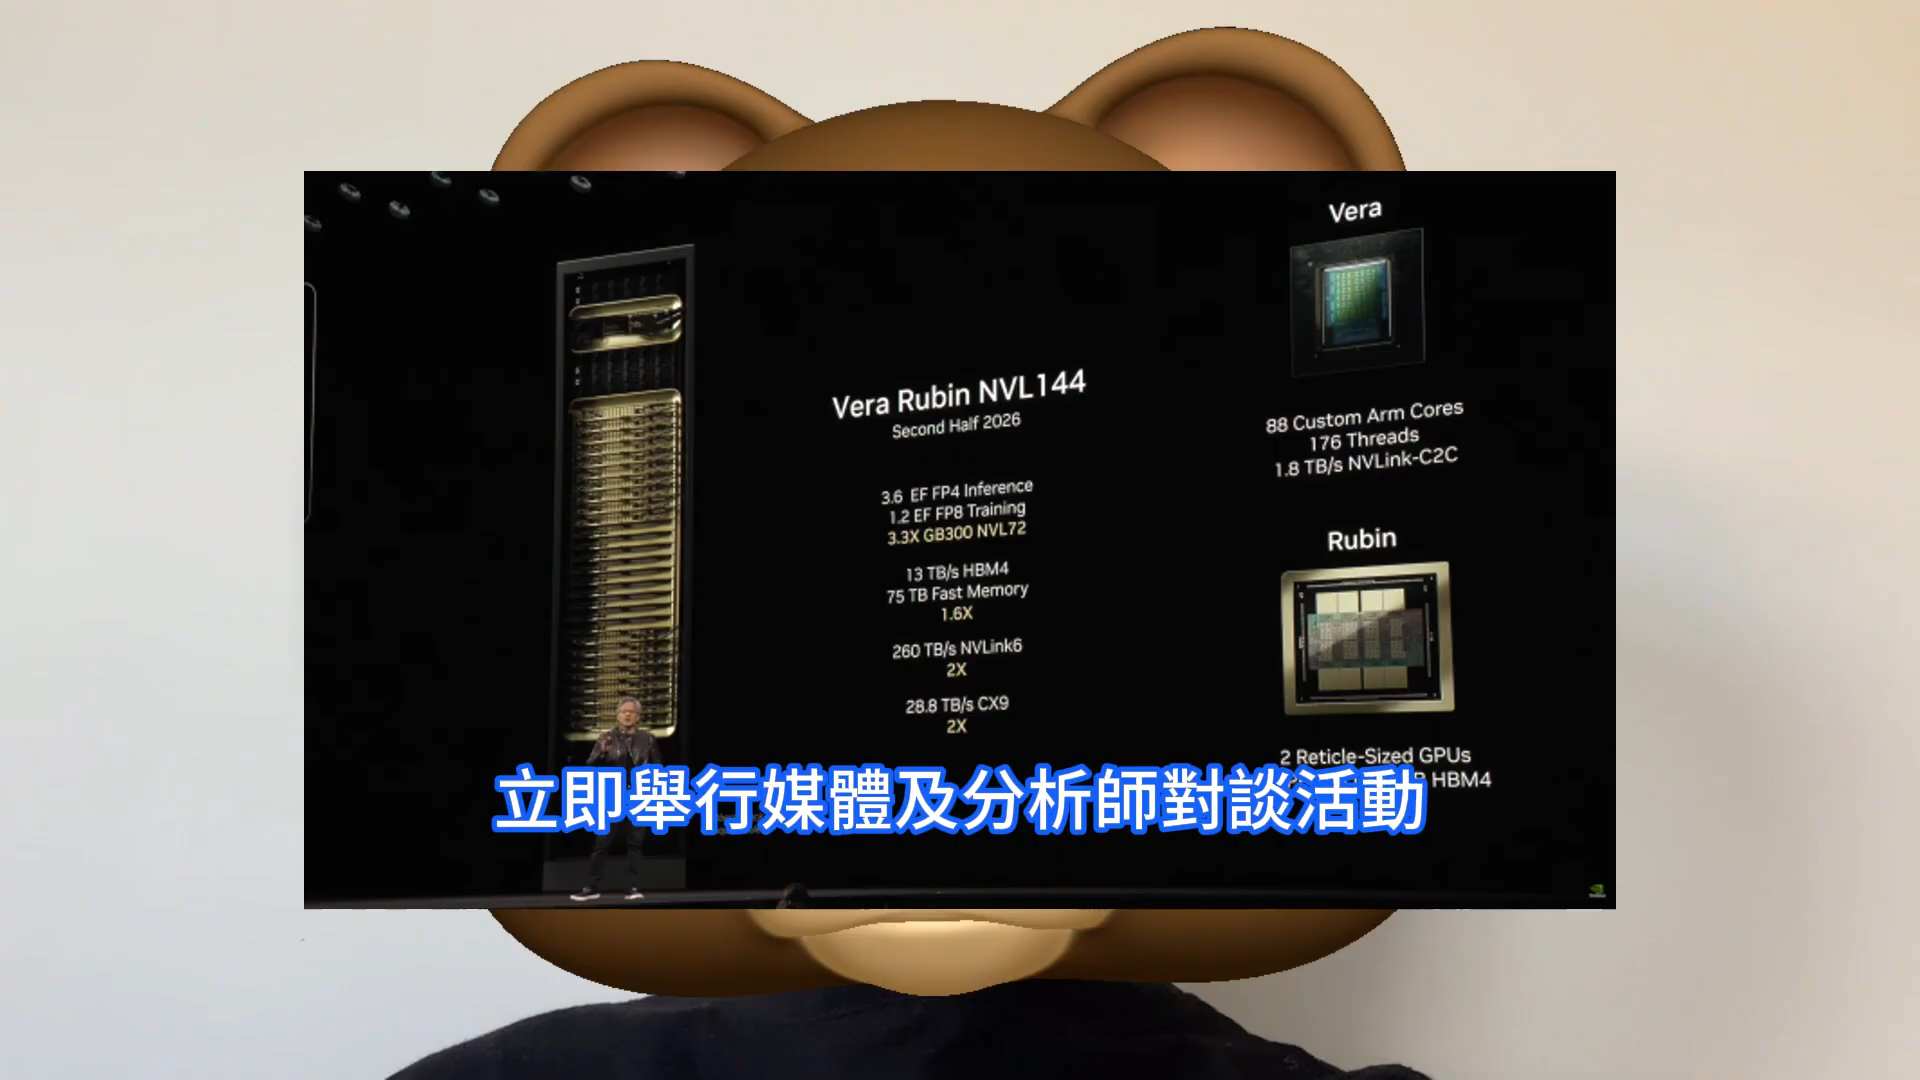 Vera Rubin NVL144
Second Half 2026
3.6 EF FP4 Inference
1.2 EF FP8 Training
3.3X GB300 NVL72
13 TB/s HBM4
75 TB Fast Memory
1.6X
260 TB/s NVLink6
2X
28.8 TB/s CX9
2X
Vera
88 Custom Arm Cores
176 Threads
1.8 TB/s NVLink-C2C
Rubin
2 Reticle-Sized GPUs
HBM4
立即舉行媒體及分析師對談活動